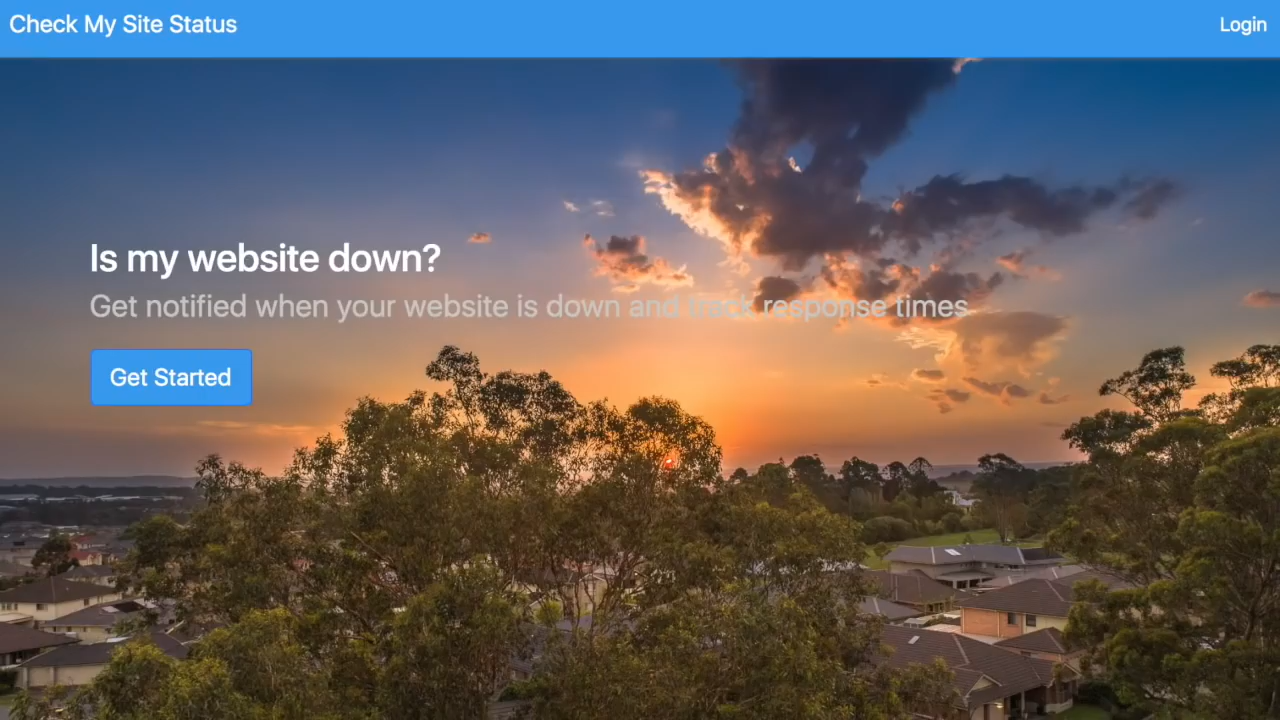 Check My Site Status
Login
Is my website down?
Get notified when your website is down and track response times
Get Started